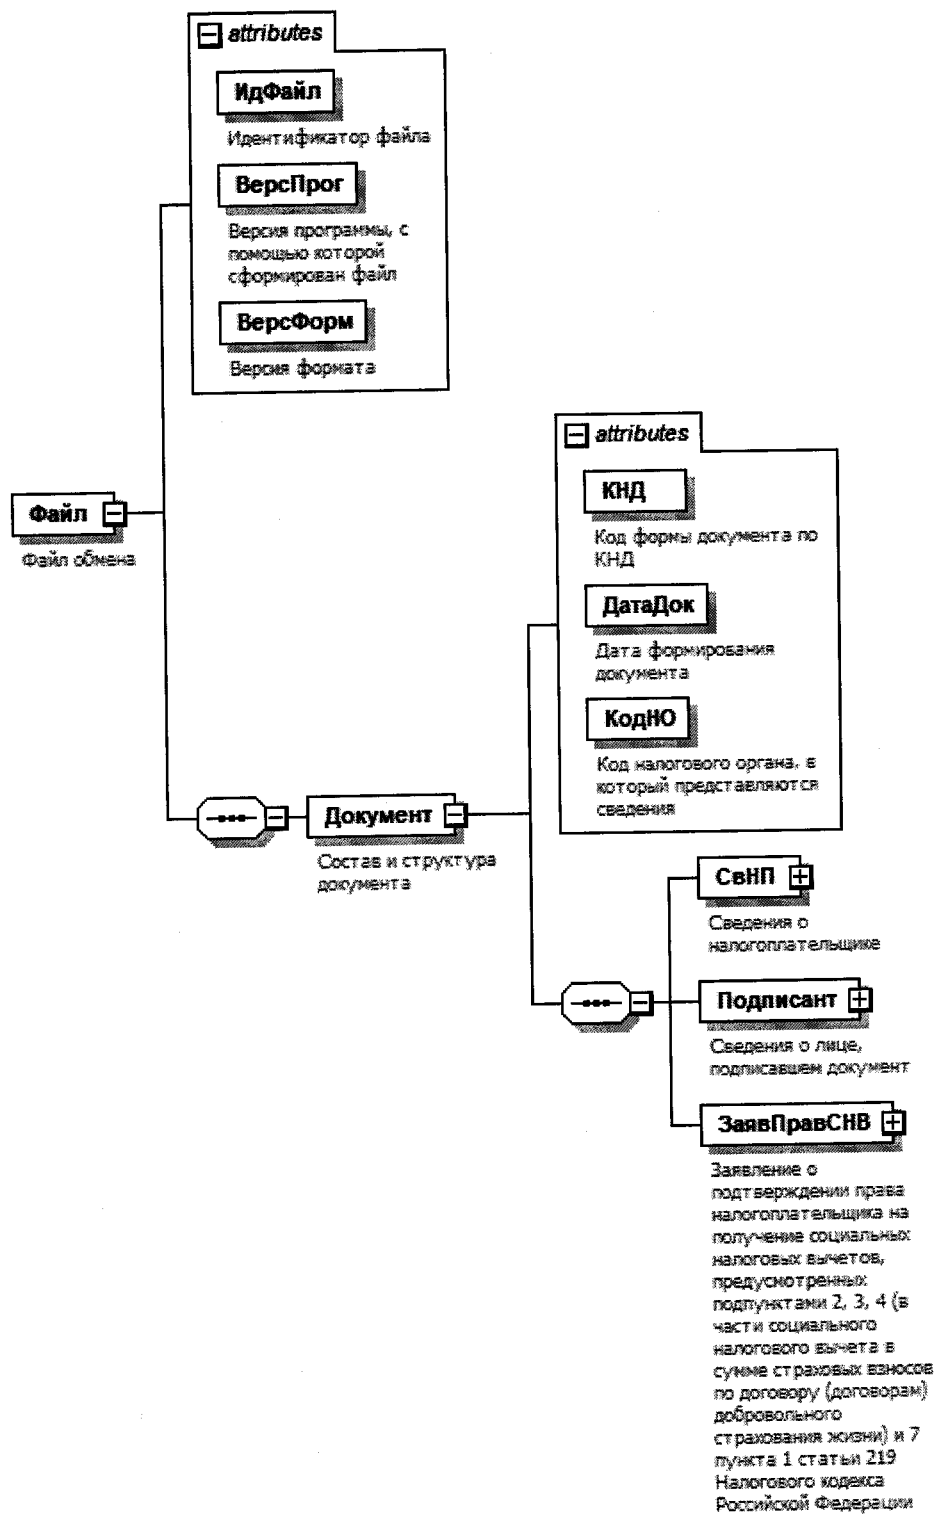 attributes
ИдФайл
Идентификатор файла
ВерсПрог
Версия программы, с
помощью которой
сформирован файл
ВерсФорм
Версия формата
Файл
Файл обмена
attributes
КНД
Код формы документа по
КНД
ДатаДок
Дата формирования
документа
КодНО
Код налогового органа, в
который представляются
сведения
Документ
Состав и структура
документа
СвНП
Сведения о
налогоплательщике
Подписант
Сведения о лице,
подписавшем документ
ЗаявПравСНВ
Заявление о
подтверждении права
налогоплательщика на
получение социальных
налоговых вычетов,
предусмотренных
подпунктами 2, 3, 4 (в
части социального
налогового вычета в
сумме страховых взносов
по договору (договорам)
добровольного
страхования жизни) и 7
пункта 1 статьи 219
Налогового кодекса
Российской Федерации